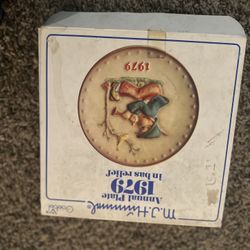 M.J. Hummel
Goebel
Annual Plate
1979
in bas relief
1979